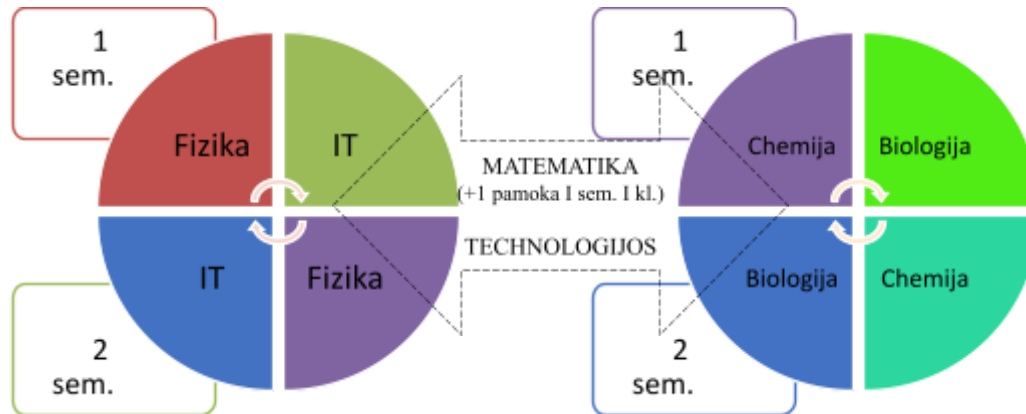 1
sem.
Fizika
IT
IT
Fizika
2
sem.
MATEMATIKA
(+1 pamoka I sem. I kl.)
TECHNOLOGIJOS
1
sem.
Chemija
Biologija
Biologija
Chemija
2
sem.